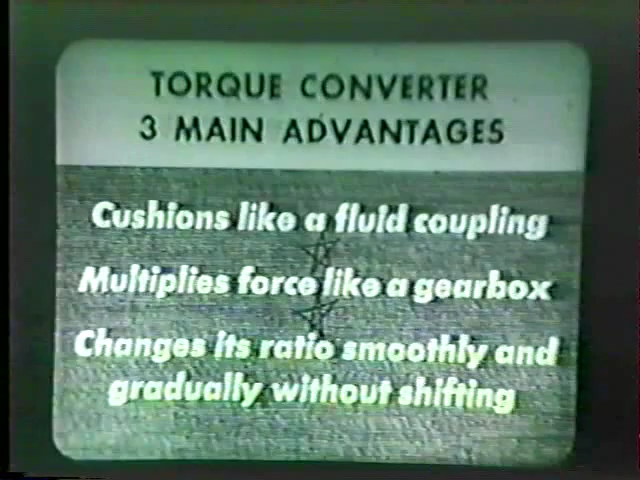 TORQUE CONVERTER
3 MAIN ADVANTAGES
Cushions like a fluid coupling
Multiplies force like a gearbox
Changes its ratio smoothly and
gradually without shifting